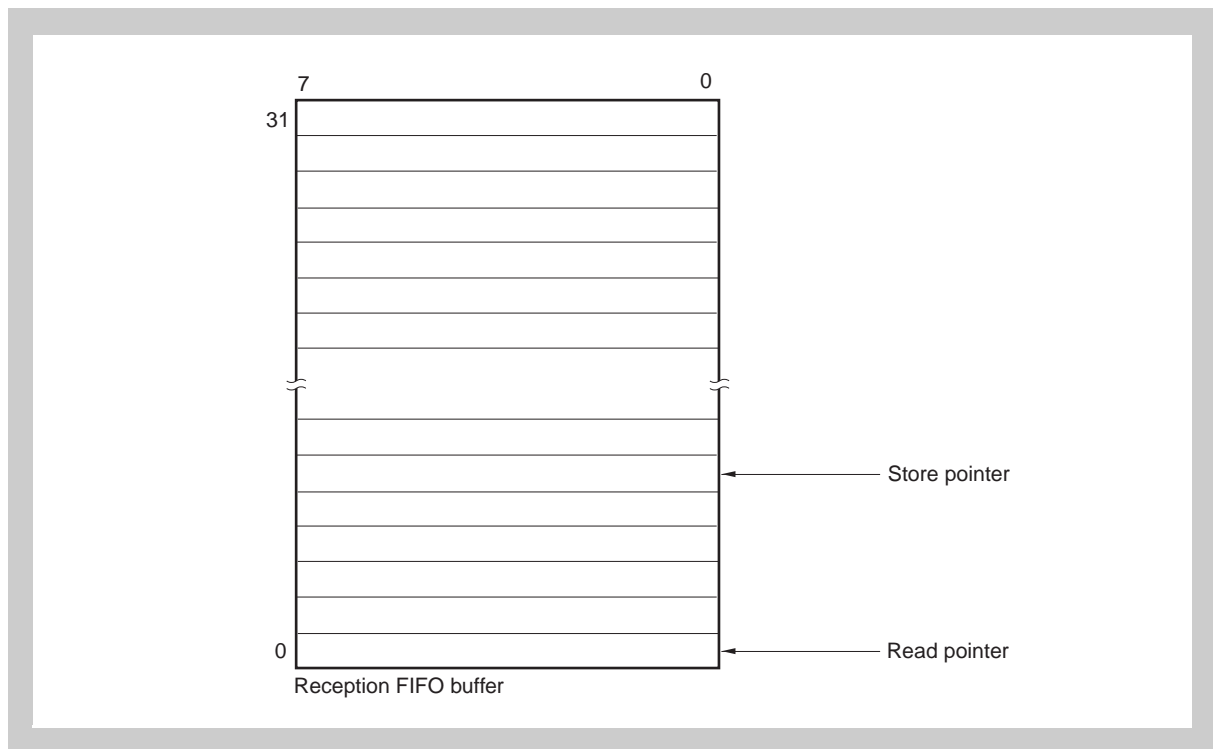 7 0
31
Store pointer
0 Read pointer
Reception FIFO buffer